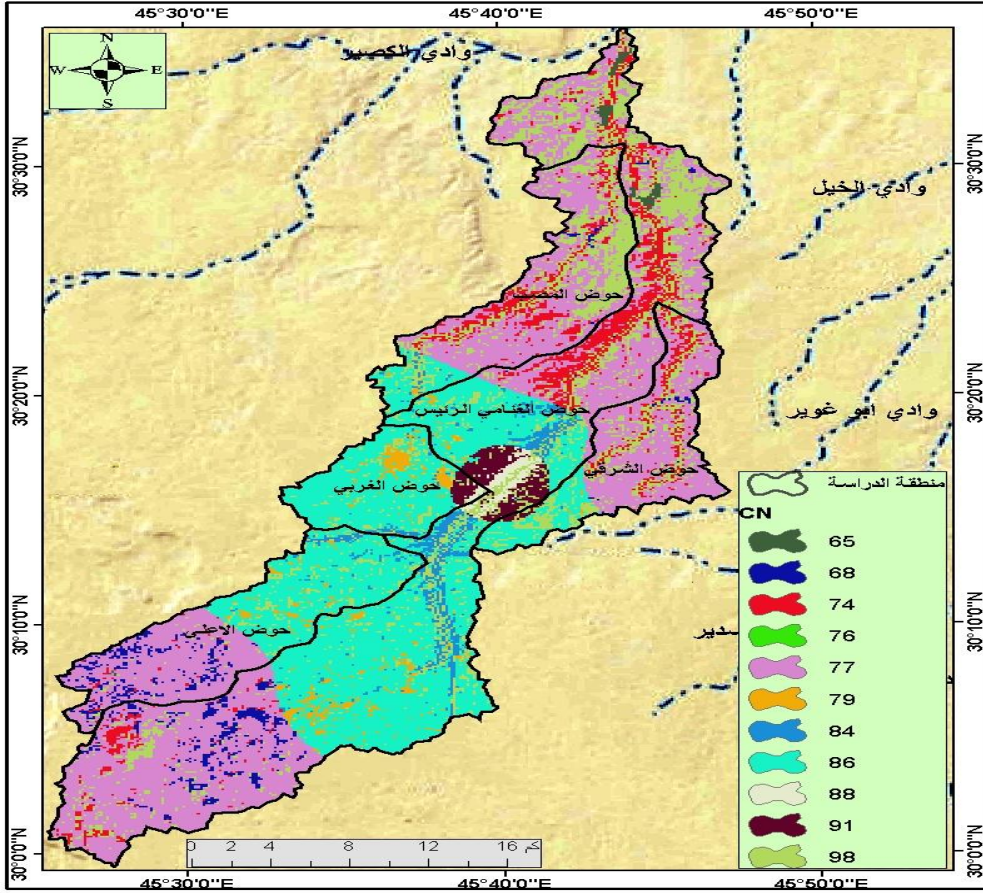 45°30'0"E
45°40'0"E
45°50'0"E
N
W E
S
وادي الكصير
30°30'0"N
30°30'0"N
وادي الخيل
30°20'0"N
30°20'0"N
حوض الغنامي الرئيس
وادي ابو غوير
حوض الشرقي
حوض الغربي
حوض
منطقة الدراسة
CN
65
68
74
76
77
79
84
86
88
91
98
30°10'0"N
30°10'0"N
حوض الاعلى
سدير
30°0'0"N
30°0'0"N
0 2 4 8 12 16 كم
45°30'0"E
45°40'0"E
45°50'0"E